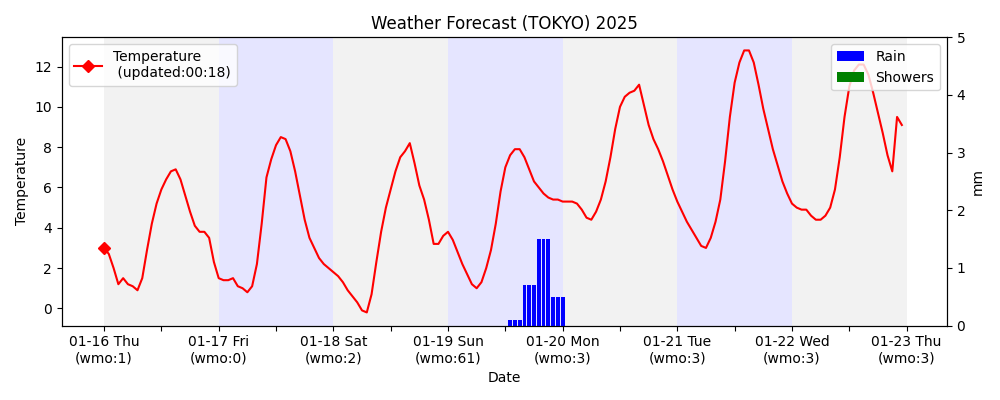 Weather Forecast (TOKYO) 2025
Temperature
(updated:00:18)
Rain
Showers
Temperature
12
10
8
6
4
2
0
5
4
3
2
1
0
mm
01-16 Thu
(wmo:1)
01-17 Fri
(wmo:0)
01-18 Sat
(wmo:2)
01-19 Sun
(wmo:61)
01-20 Mon
(wmo:3)
01-21 Tue
(wmo:3)
01-22 Wed
(wmo:3)
01-23 Thu
(wmo:3)
Date